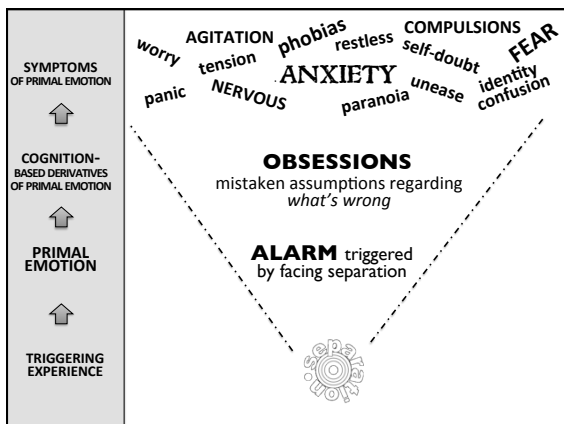 SYMPTOMS
OF PRIMAL EMOTION
COGNITION-
BASED DERIVATIVES
OF PRIMAL EMOTION
PRIMAL
EMOTION
TRIGGERING
EXPERIENCE
worry
AGITATION
phobias
restless
COMPULSIONS
self-doubt
FEAR
tension
ANXIETY
panic
NERVOUS
paranoia
unease
identity
confusion
OBSESSIONS
mistaken assumptions regarding
what's wrong
ALARM triggered
by facing separation
separation